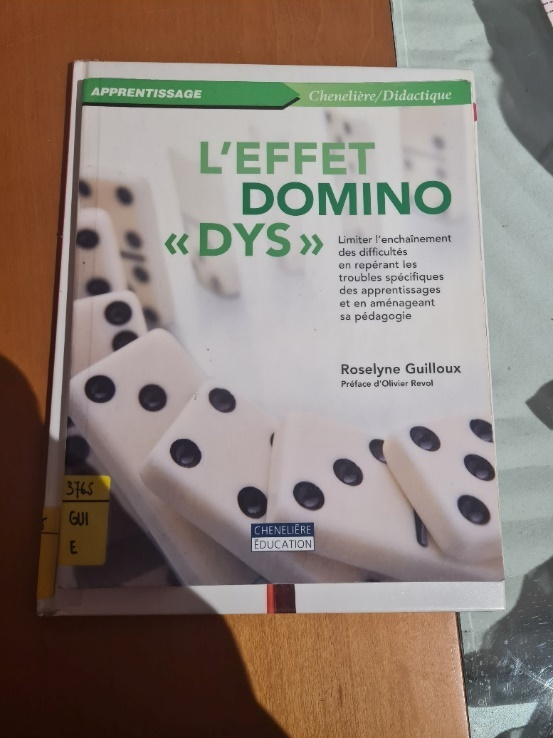 APPRENTISSAGE
Chenelière/Didactique
L'EFFET
DOMINO
« DYS »
Limiter l'enchaînement
des difficultés
en repérant les
troubles spécifiques
des apprentissages
et en aménageant
sa pédagogie
Roselyne Guilloux
Préface d'Olivier Revol
3765
GUI
E
CHENELIÈRE
ÉDUCATION